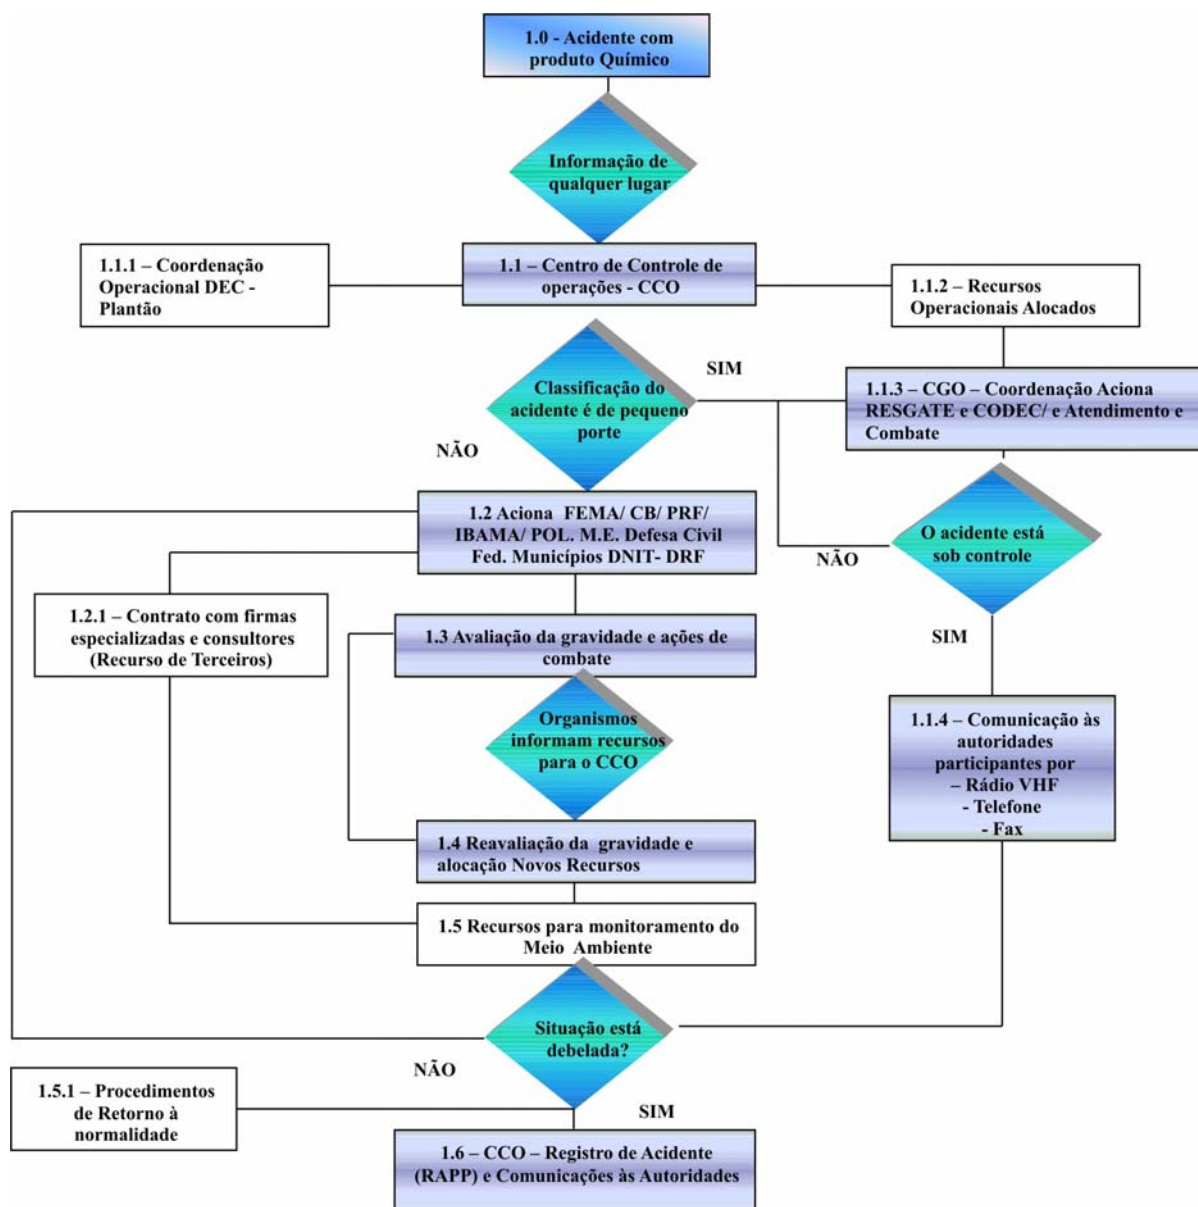 1.0 - Acidente com
produto Químico
Informação de
qualquer lugar
1.1.1 – Coordenação
Operacional DEC -
Plantão
1.1 – Centro de Controle de
operações - CCO
1.1.2 – Recursos
Operacionais Alocados
SIM
Classificação do
acidente é de pequeno
porte
1.1.3 – CGO – Coordenação Aciona
RESGATE e CODEC/ e Atendimento e
Combate
NÃO
1.2 Aciona FEMA/ CB/ PRF/
IBAMA/ POL. M.E. Defesa Civil
Fed. Municípios DNIT- DRF
O acidente está
sob controle
NÃO
1.2.1 – Contrato com firmas
especializadas e consultores
(Recurso de Terceiros)
1.3 Avaliação da gravidade e ações de
combate
SIM
Organismos
informam recursos
para o CCO
1.1.4 – Comunicação às
autoridades
participantes por
– Rádio VHF
- Telefone
- Fax
1.4 Reavaliação da gravidade e
alocação Novos Recursos
1.5 Recursos para monitoramento do
Meio Ambiente
Situação está
debelada?
NÃO
1.5.1 – Procedimentos
de Retorno à
normalidade
SIM
1.6 – CCO – Registro de Acidente
(RAPP) e Comunicações às Autoridades